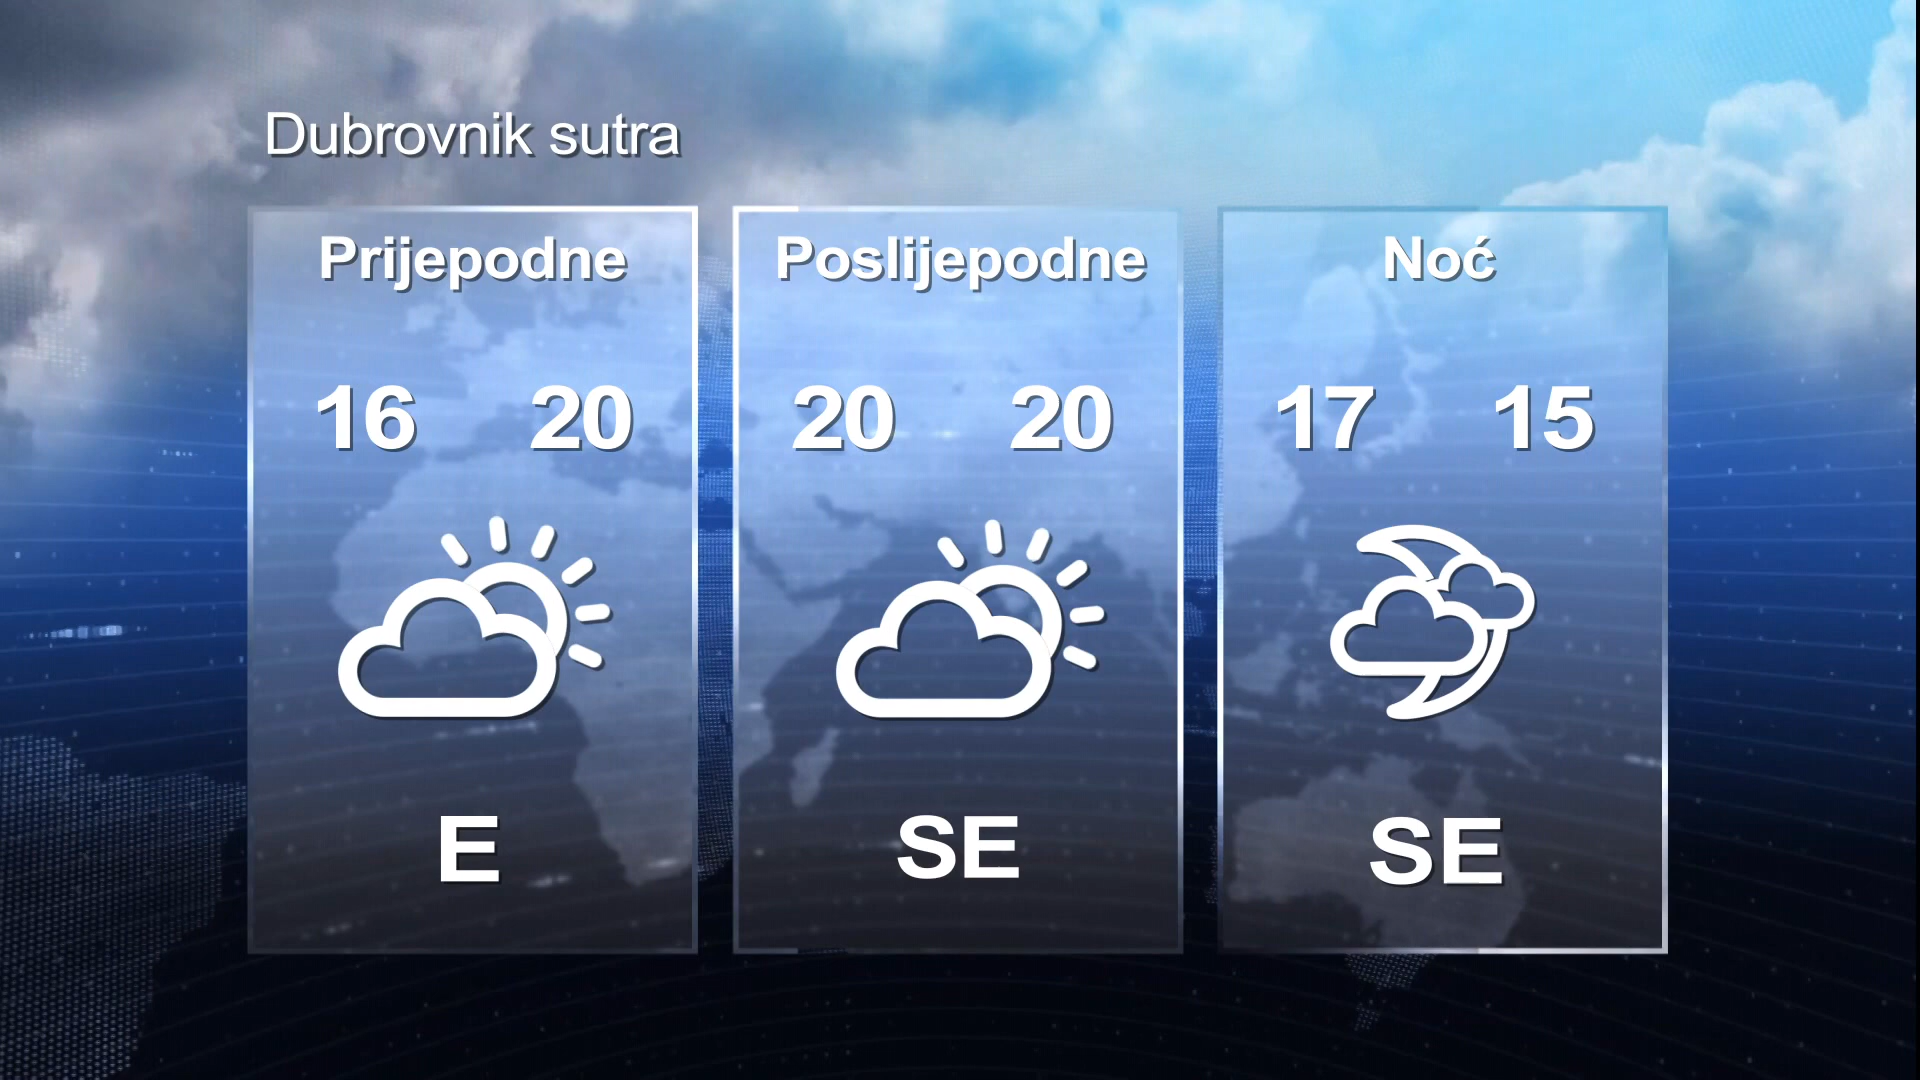 Dubrovnik sutra
Prijepodne
16 20
E
Poslijepodne
20 20
SE
Noć
17 15
SE